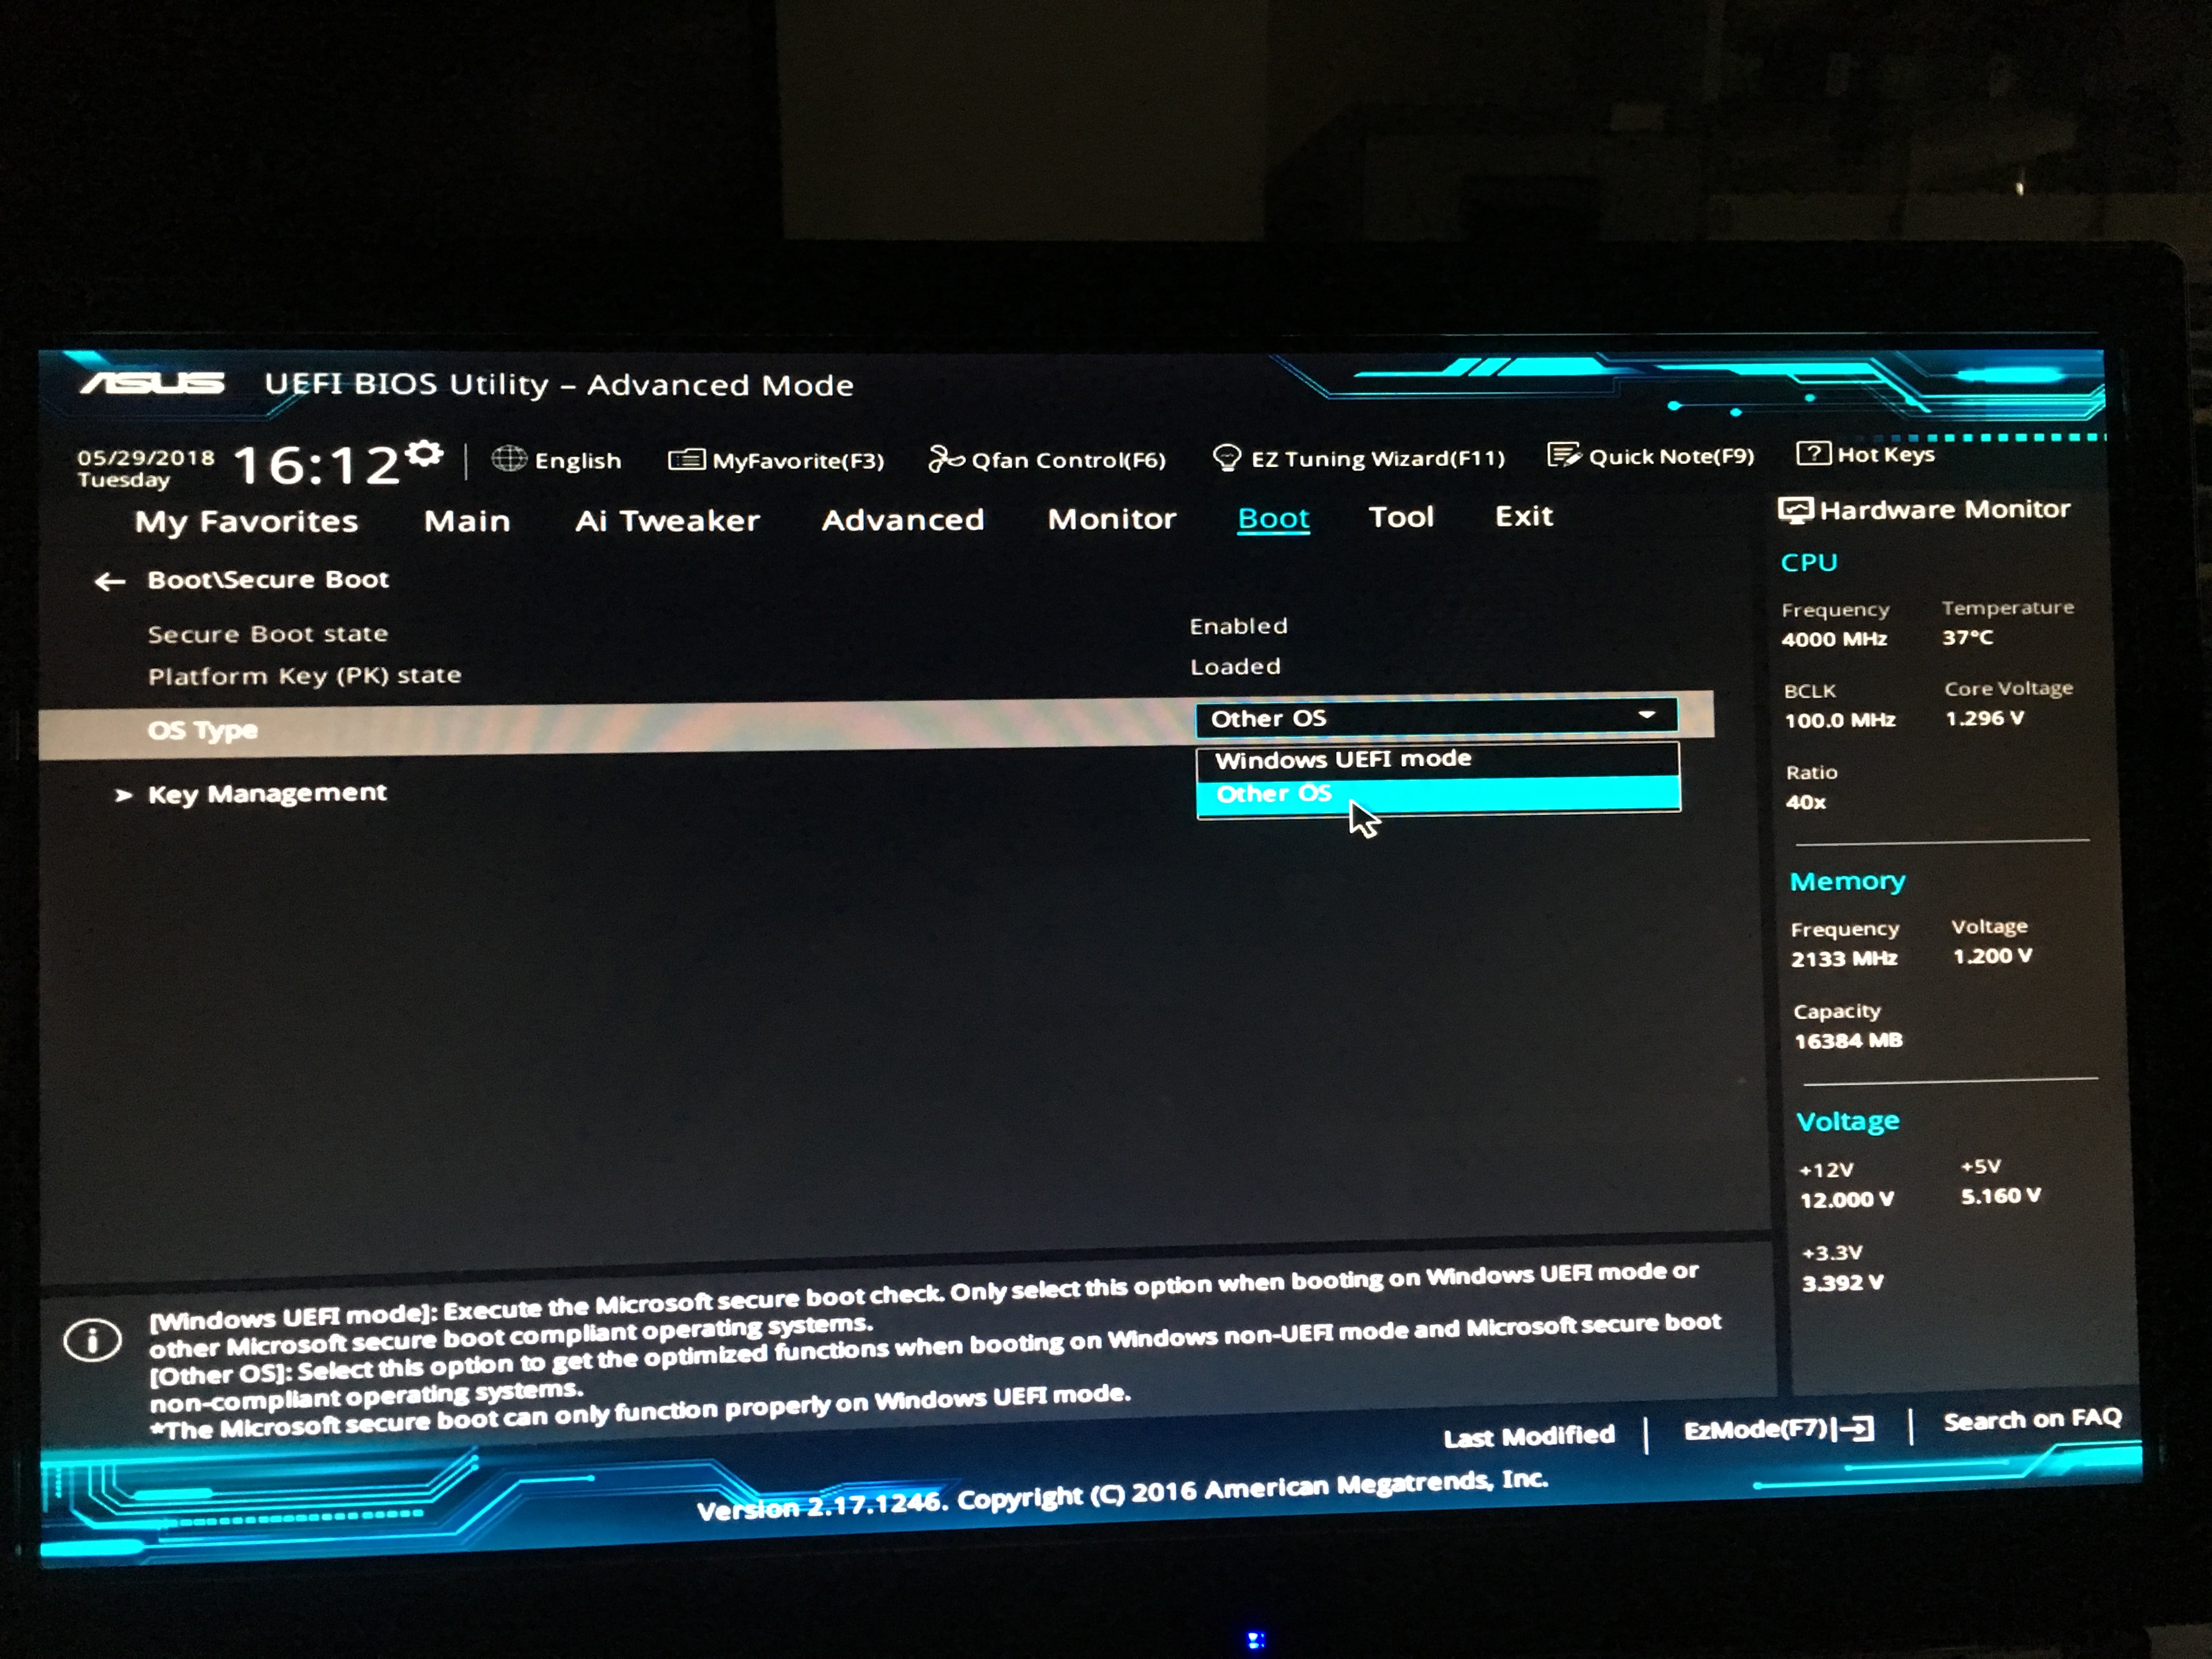 ASUS UEFI BIOS Utility – Advanced Mode
05/29/2018
Tuesday
16:12
English
MyFavorite(F3)
Qfan Control(F6)
EZ Tuning Wizard(F11)
Quick Note(F9)
? Hot Keys
My Favorites Main Ai Tweaker Advanced Monitor Boot Tool Exit
Boot\Secure Boot
Secure Boot state Enabled
Platform Key (PK) state Loaded
OS Type Other OS
Windows UEFI mode
Other OS
Key Management
Hardware Monitor
CPU
Frequency Temperature
4000 MHz 37°C
BCLK Core Voltage
100.0 MHz 1.296 V
Ratio
40x
Memory
Frequency Voltage
2133 MHz 1.200 V
Capacity
16384 MB
Voltage
+12V +5V
12.000 V 5.160 V
+3.3V
3.392 V
[Windows UEFI mode]: Execute the Microsoft secure boot check. Only select this option when booting on Windows UEFI mode or
other Microsoft secure boot compliant operating systems.
[Other OS]: Select this option to get the optimized functions when booting on Windows non-UEFI mode and Microsoft secure boot
non-compliant operating systems.
*The Microsoft secure boot can only function properly on Windows UEFI mode.
Last Modified EzMode(F7) Search on FAQ
Version 2.17.1246. Copyright (C) 2016 American Megatrends, Inc.